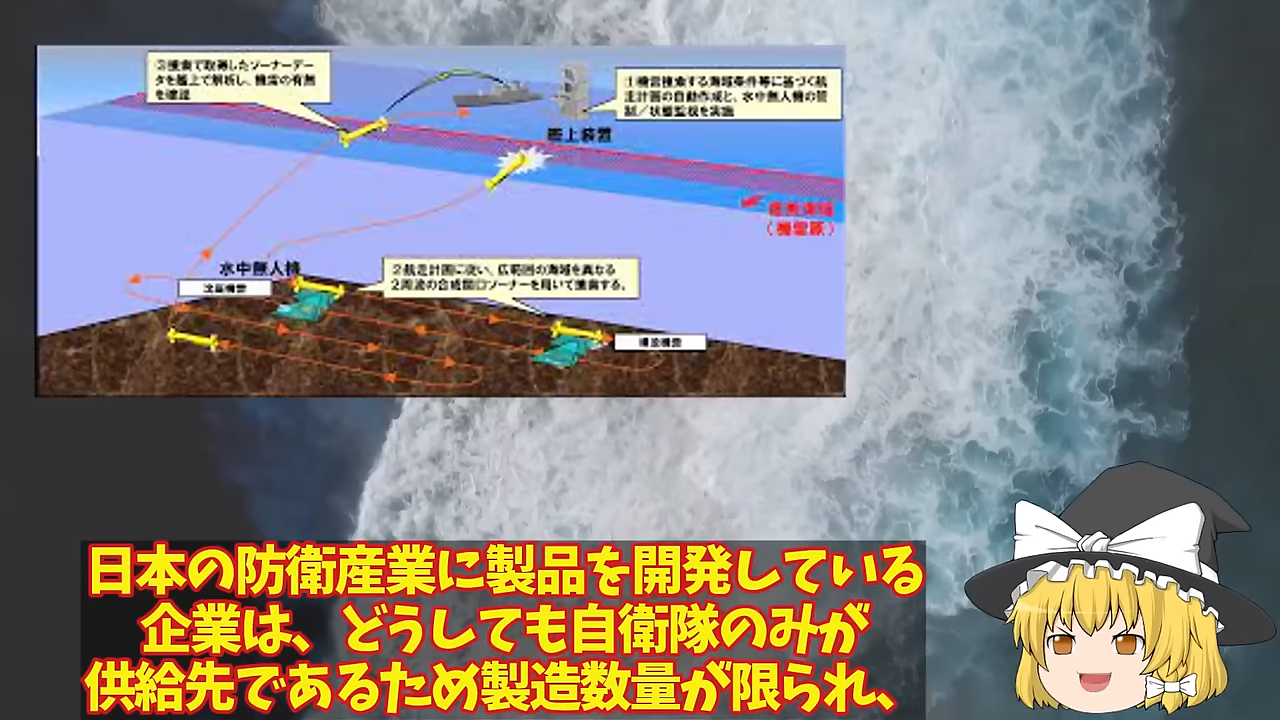 ③捜索で取得したソーナーデー
タを艦上で解析し、機雷の有無
を確認
①機雷捜索する海域条件等に基づく航
走計画の自動作成と、水中無人機の管
制／状態監視を実施
艦上装置
（機雷原）
水中無人機
沈底機雷
②航走計画に従い、広範囲の海域を異なる
2周波の合成開口ソーナーを用いて捜索する。
日本の防衛産業に製品を開発している
企業は、どうしても自衛隊のみが
供給先であるため製造数量が限られ、